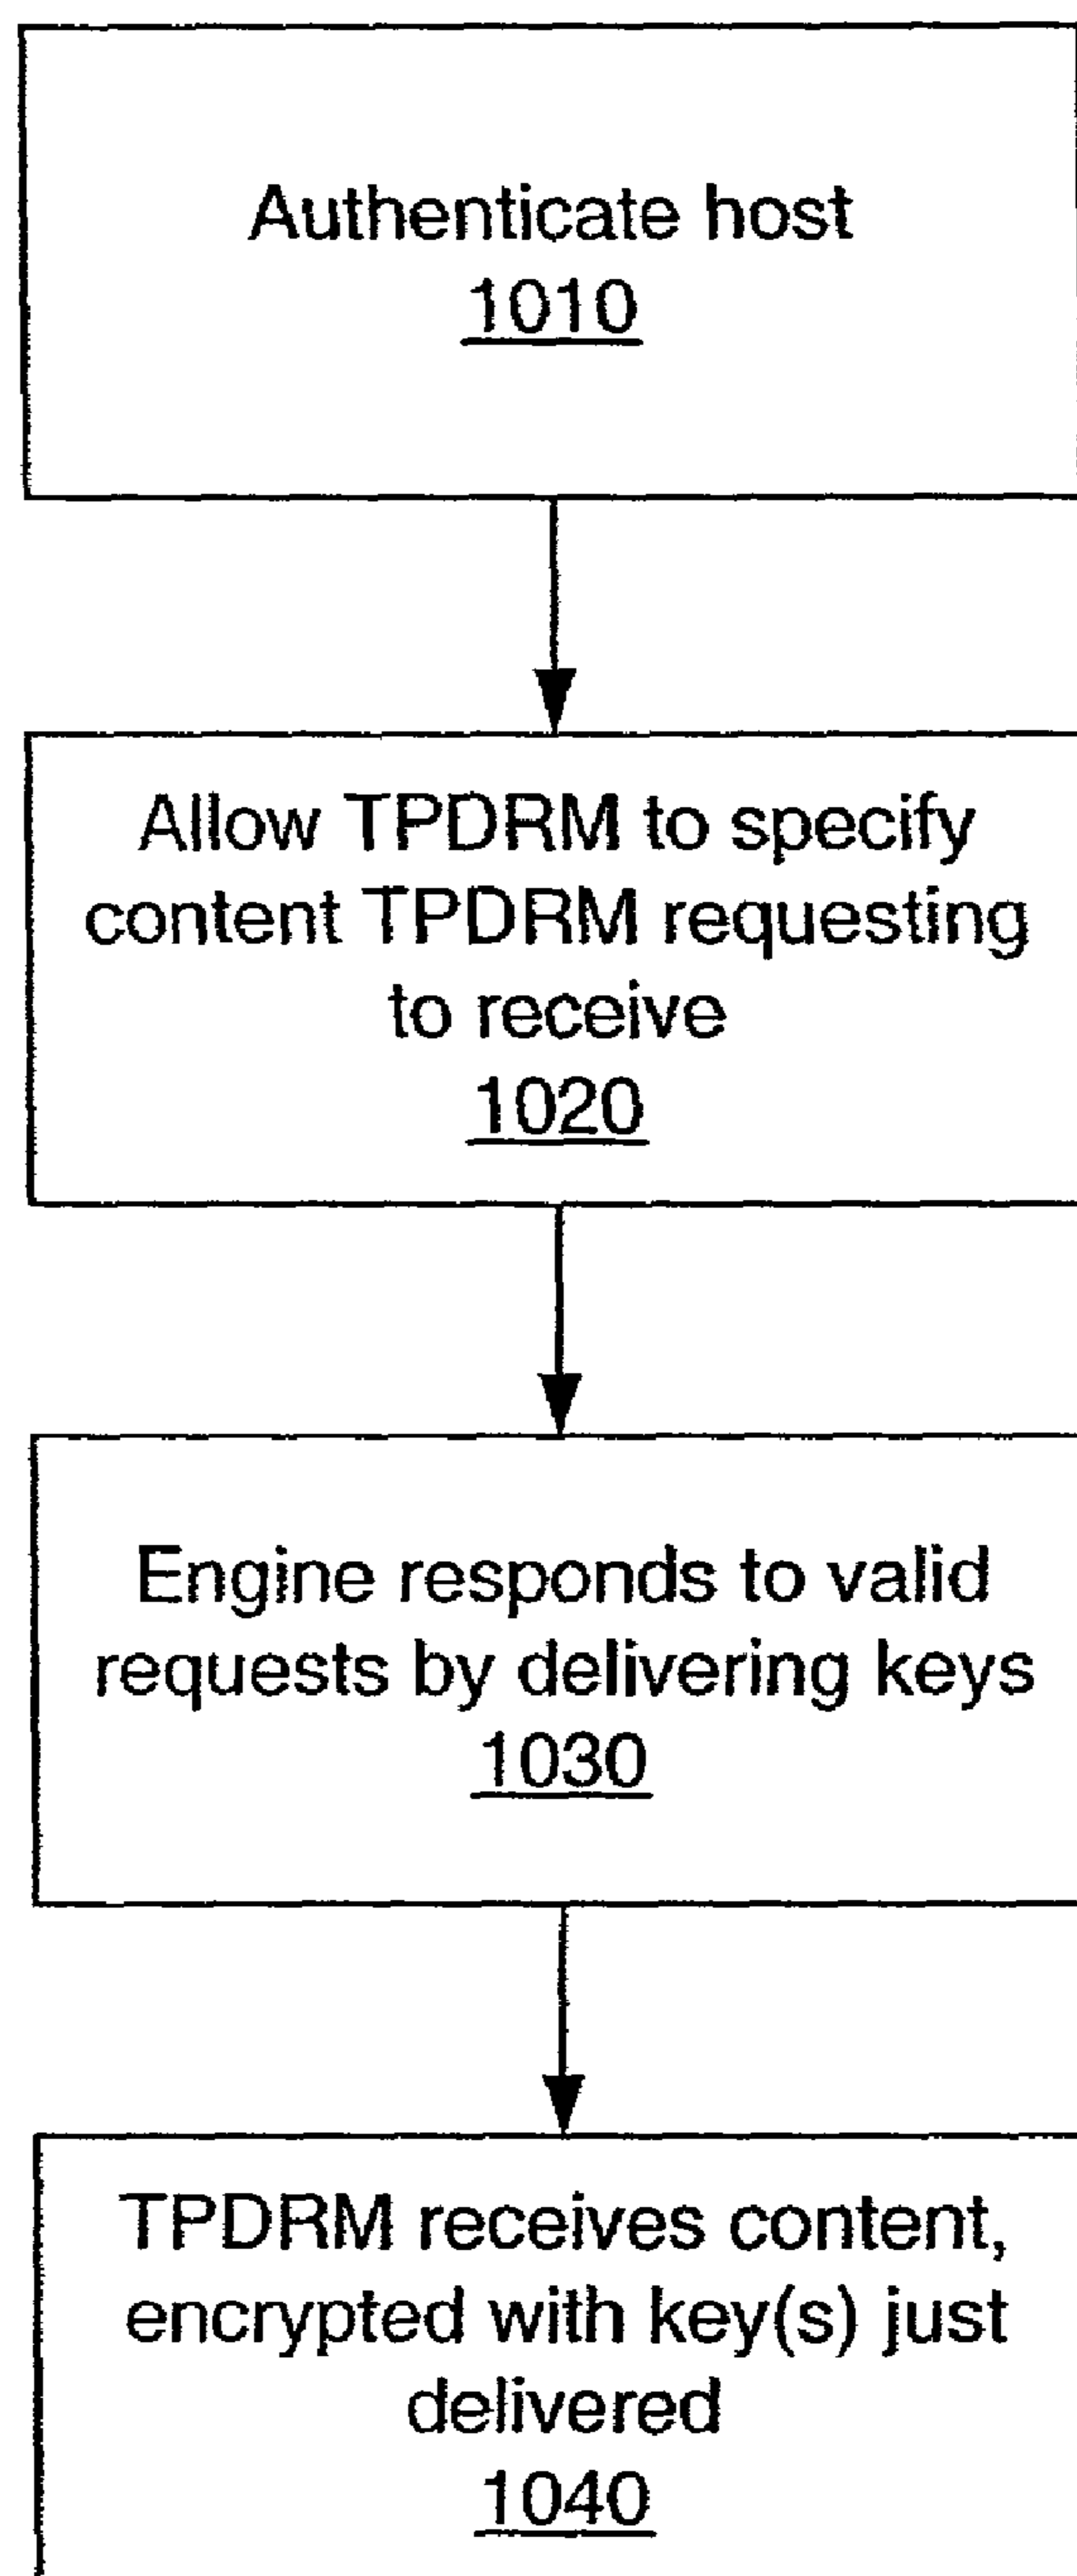 Authenticate host
1010
Allow TPDRM to specify
content TPDRM requesting
to receive
1020
Engine responds to valid
requests by delivering keys
1030
TPDRM receives content,
encrypted with key(s) just
delivered
1040